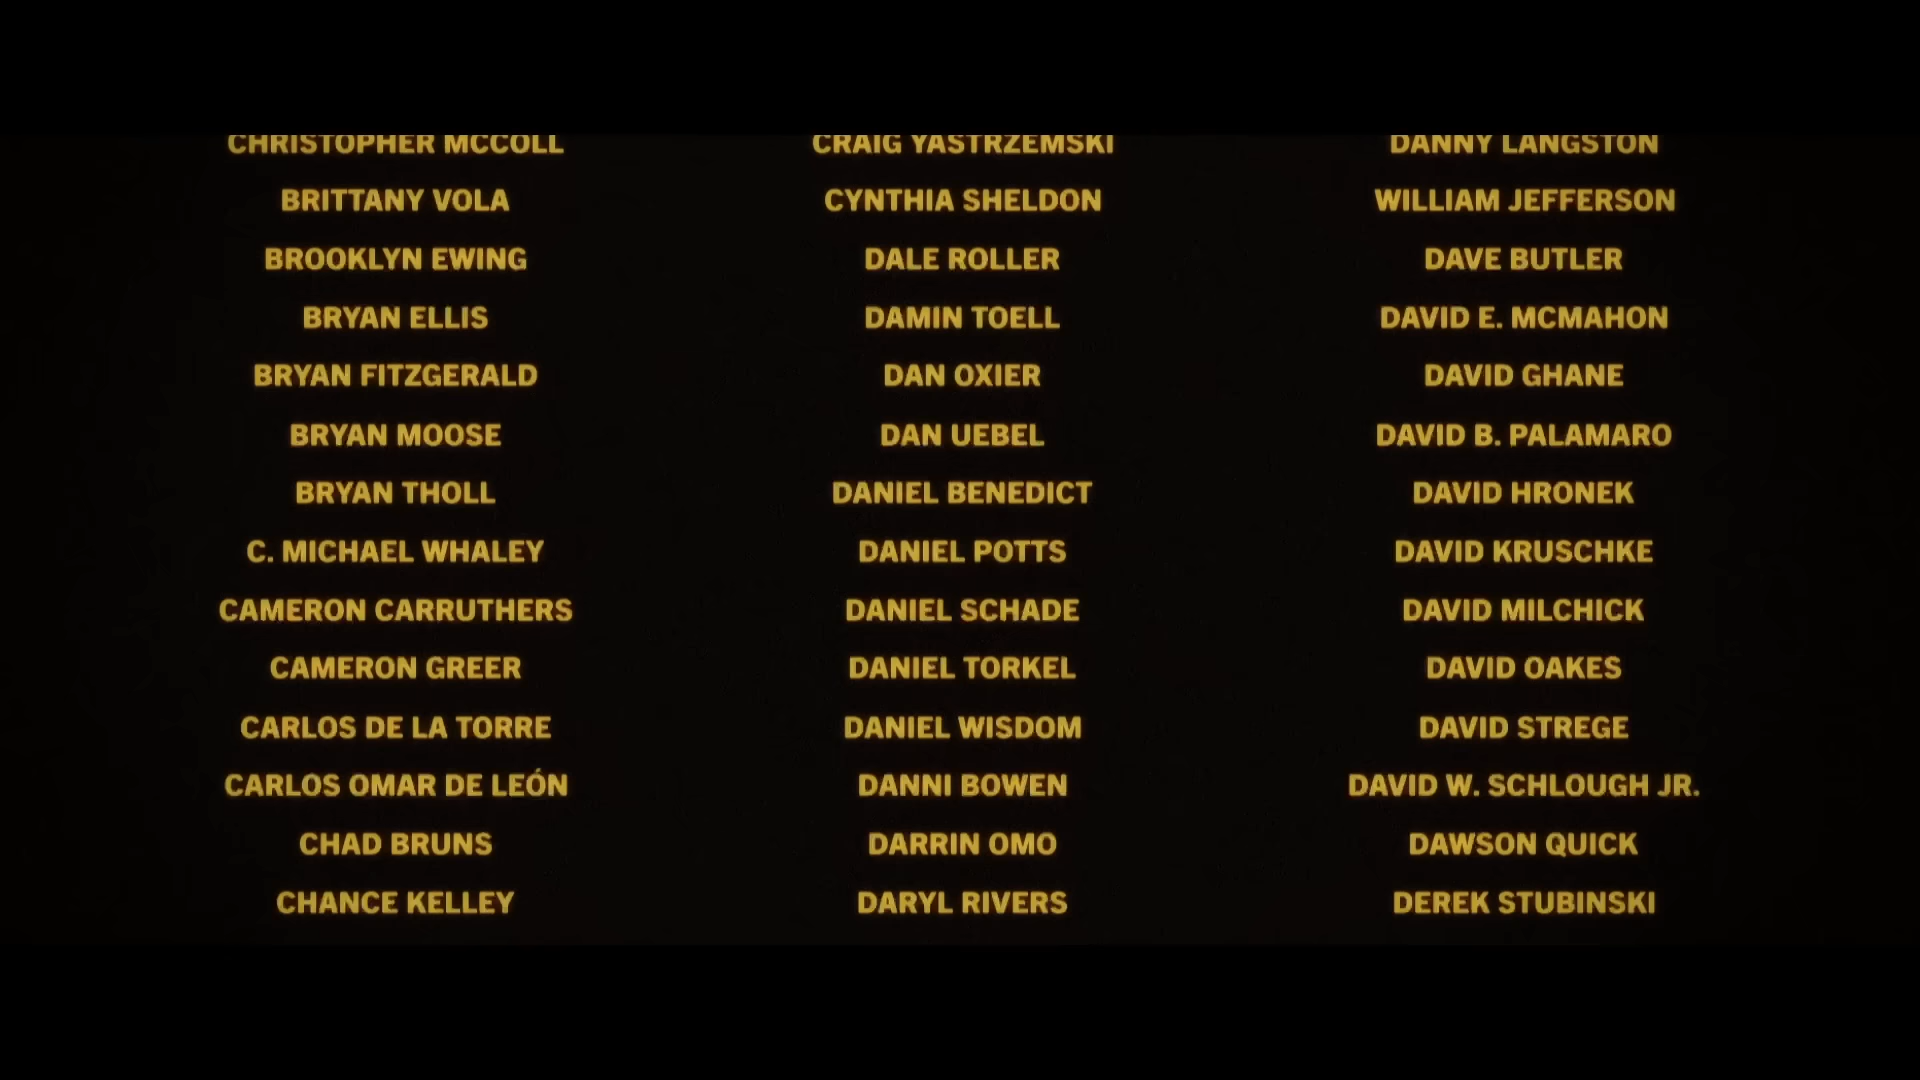 CHRISTOPHER MCCOLL
BRITTANY VOLA
BROOKLYN EWING
BRYAN ELLIS
BRYAN FITZGERALD
BRYAN MOOSE
BRYAN THOLL
C. MICHAEL WHALEY
CAMERON CARRUTHERS
CAMERON GREER
CARLOS DE LA TORRE
CARLOS OMAR DE LEÓN
CHAD BRUNS
CHANCE KELLEY
CRAIG YASTRZEMSKI
CYNTHIA SHELDON
DALE ROLLER
DAMIN TOELL
DAN OXIER
DAN UEBEL
DANIEL BENEDICT
DANIEL POTTS
DANIEL SCHADE
DANIEL TORKEL
DANIEL WISDOM
DANNI BOWEN
DARRIN OMO
DARYL RIVERS
DANNY LANGSTON
WILLIAM JEFFERSON
DAVE BUTLER
DAVID E. MCMAHON
DAVID GHANE
DAVID B. PALAMARO
DAVID HRONEK
DAVID KRUSCHKE
DAVID MILCHICK
DAVID OAKES
DAVID STREGE
DAVID W. SCHLOUGH JR.
DAWSON QUICK
DEREK STUBINSKI